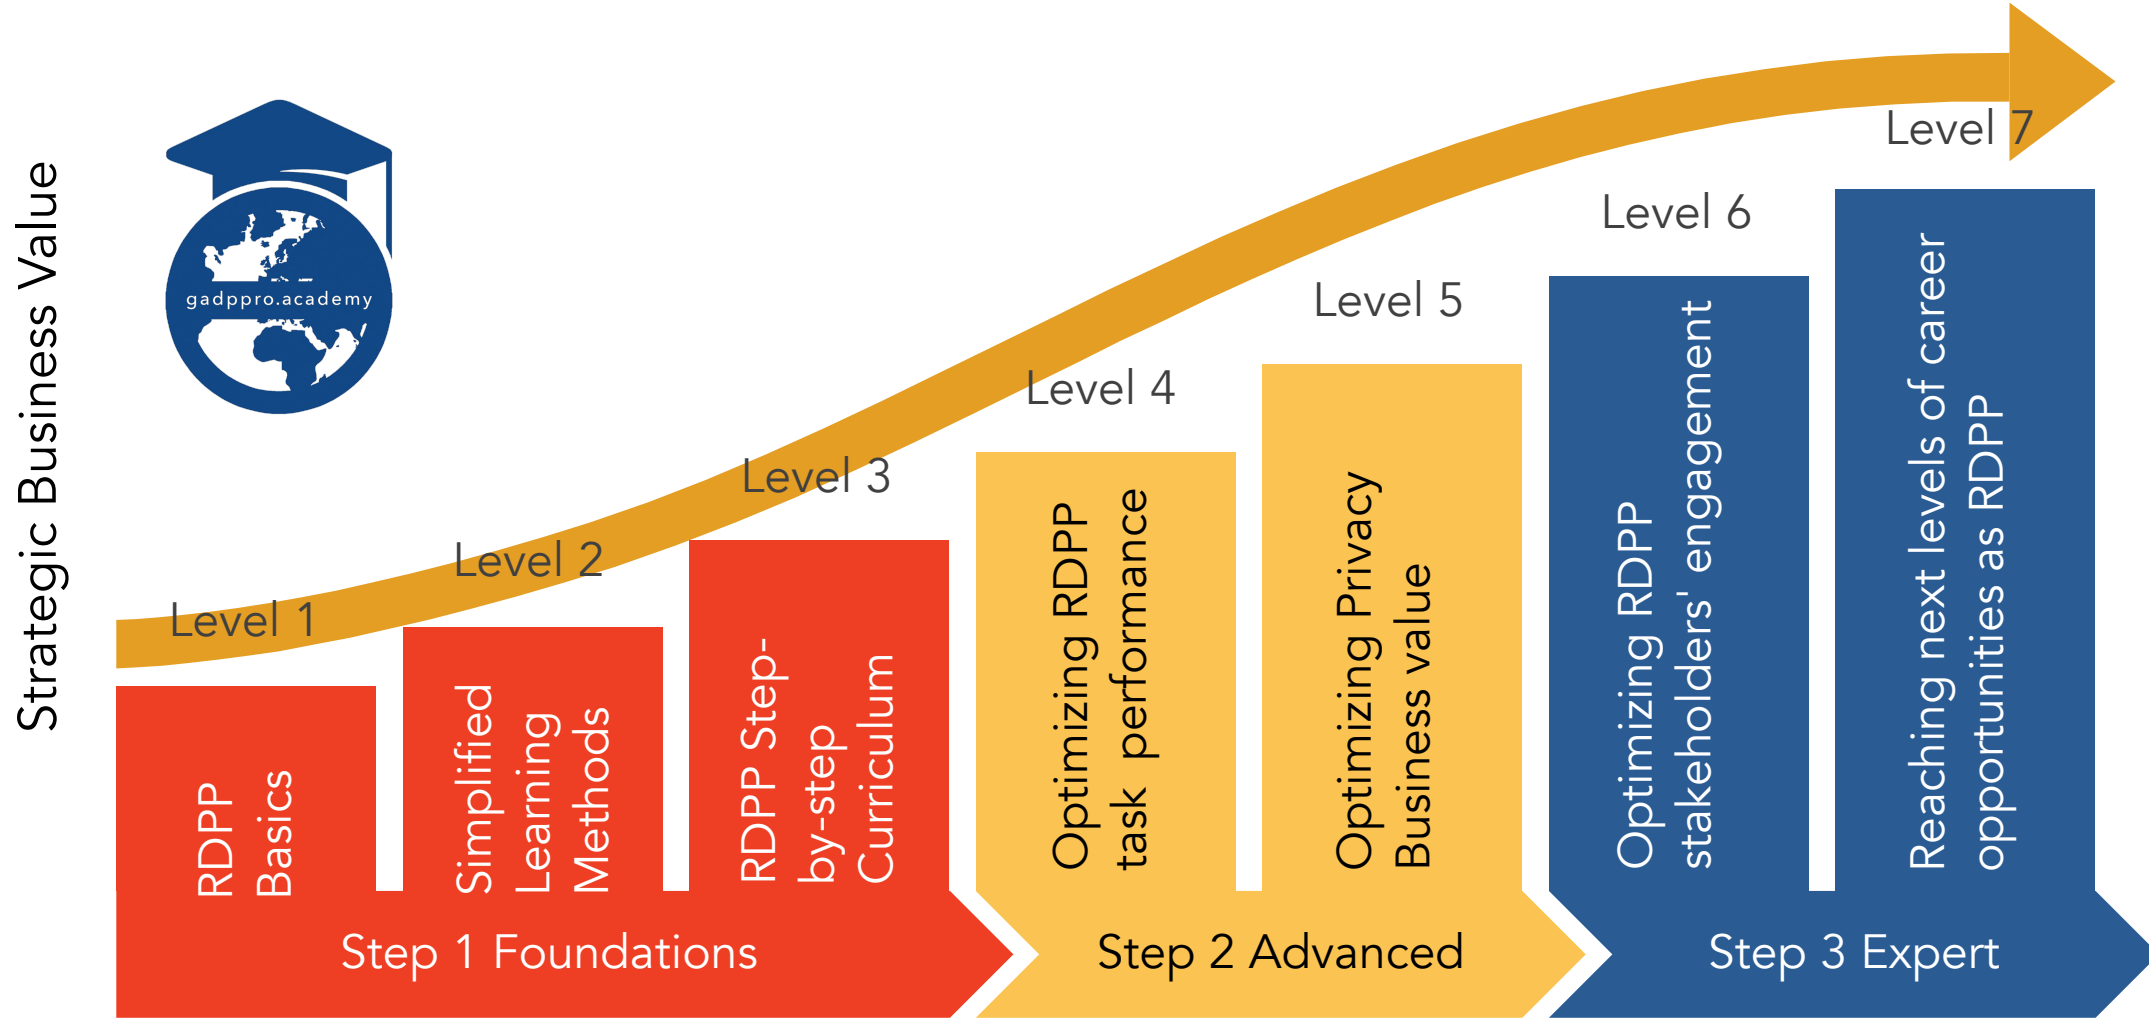 Strategic Business Value
gadppro.academy
Level 1
Level 2
Level 3
Level 4
Level 5
Level 6
Level 7
RDPP
Basics
Simplified
Learning
Methods
RDPP Step-
by-step
Curriculum
Optimizing RDPP
task performance
Optimizing Privacy
Business value
Optimizing RDPP
stakeholders' engagement
Reaching next levels of career
opportunities as RDPP
Step 1 Foundations
Step 2 Advanced
Step 3 Expert